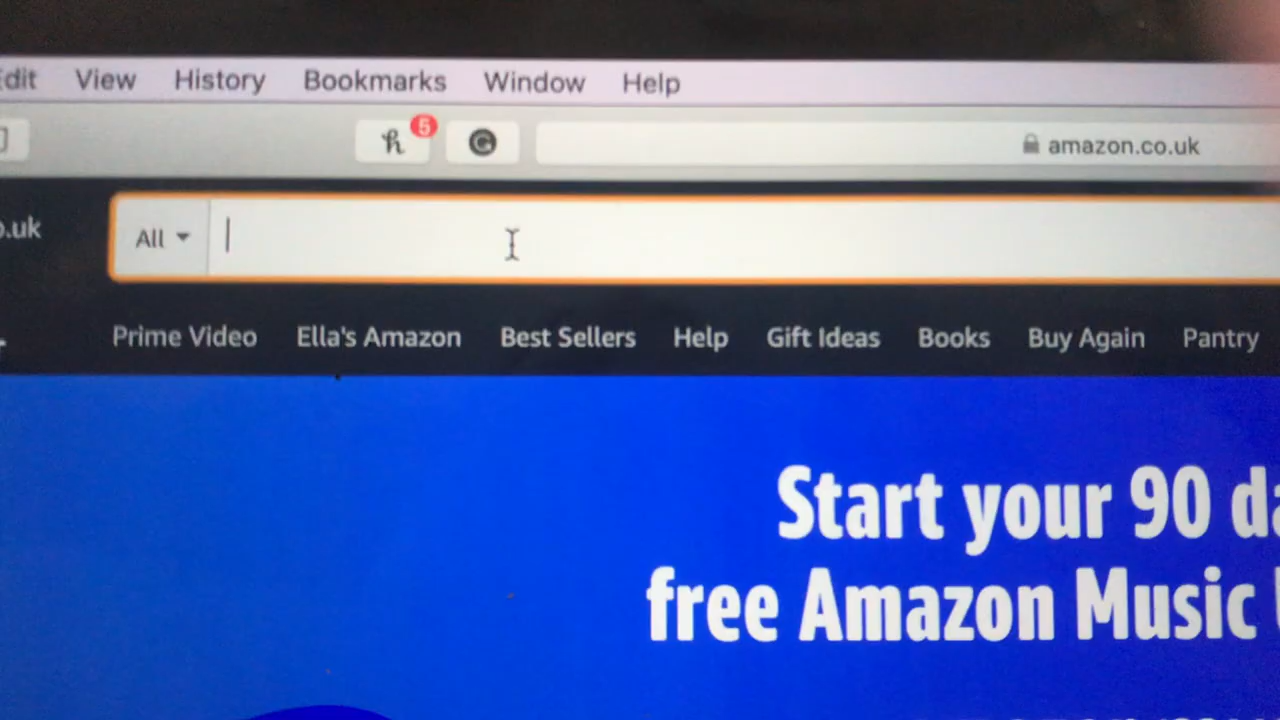 Edit View History Bookmarks Window Help
h 5 amazon.co.uk
.uk All
Prime Video Ella's Amazon Best Sellers Help Gift Ideas Books Buy Again Pantry
Start your 90
free Amazon Music